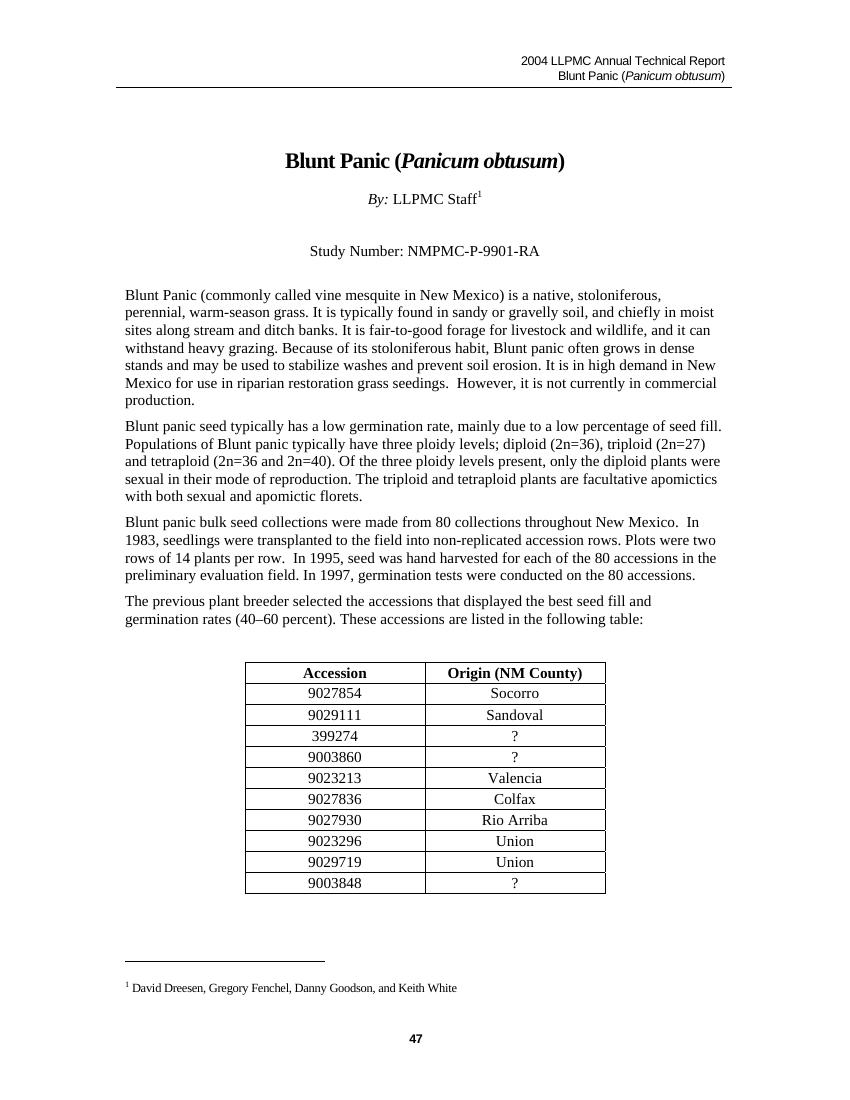 2004 LLPMC Annual Technical Report
Blunt Panic (Panicum obtusum)
Blunt Panic (Panicum obtusum)
By: LLPMC Staff1
Study Number: NMPMC-P-9901-RA
Blunt Panic (commonly called vine mesquite in New Mexico) is a native, stoloniferous,
perennial, warm-season grass. It is typically found in sandy or gravelly soil, and chiefly in moist
sites along stream and ditch banks. It is fair-to-good forage for livestock and wildlife, and it can
withstand heavy grazing. Because of its stoloniferous habit, Blunt panic often grows in dense
stands and may be used to stabilize washes and prevent soil erosion. It is in high demand in New
Mexico for use in riparian restoration grass seedings.  However, it is not currently in commercial
production.
Blunt panic seed typically has a low germination rate, mainly due to a low percentage of seed fill.
Populations of Blunt panic typically have three ploidy levels; diploid (2n=36), triploid (2n=27)
and tetraploid (2n=36 and 2n=40). Of the three ploidy levels present, only the diploid plants were
sexual in their mode of reproduction. The triploid and tetraploid plants are facultative apomictics
with both sexual and apomictic florets.
Blunt panic bulk seed collections were made from 80 collections throughout New Mexico.  In
1983, seedlings were transplanted to the field into non-replicated accession rows. Plots were two
rows of 14 plants per row.  In 1995, seed was hand harvested for each of the 80 accessions in the
preliminary evaluation field. In 1997, germination tests were conducted on the 80 accessions.
The previous plant breeder selected the accessions that displayed the best seed fill and
germination rates (40–60 percent). These accessions are listed in the following table:
Accession Origin (NM County)
9027854 Socorro
9029111 Sandoval
399274 ?
9003860 ?
9023213 Valencia
9027836 Colfax
9027930 Rio Arriba
9023296 Union
9029719 Union
9003848 ?
1 David Dreesen, Gregory Fenchel, Danny Goodson, and Keith White
47